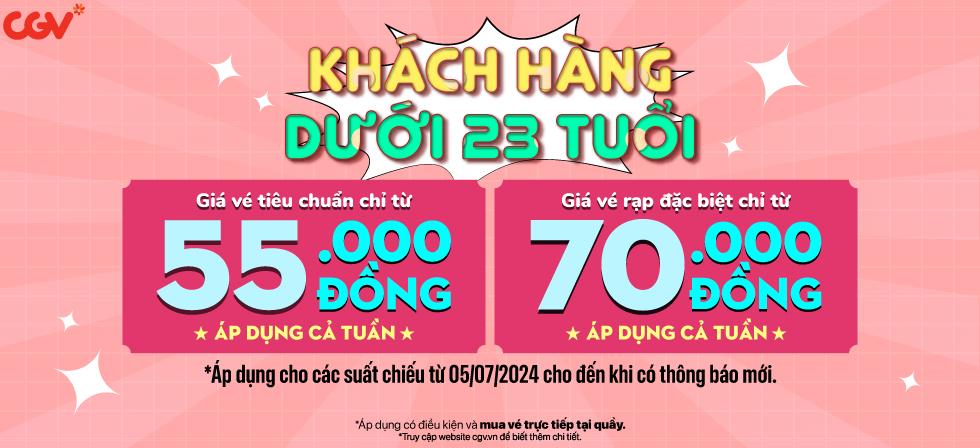 CGV
KHÁCH HÀNG
DƯỚI 23 TUỔI
Giá vé tiêu chuẩn chỉ từ
55.000
ĐỒNG
ÁP DỤNG CẢ TUẦN
Giá vé rạp đặc biệt chỉ từ
70.000
ĐỒNG
ÁP DỤNG CẢ TUẦN
*Áp dụng cho các suất chiếu từ 05/07/2024 cho đến khi có thông báo mới.
*Áp dụng có điều kiện và mua vé trực tiếp tại quầy.
*Truy cập website cgv.vn để biết thêm chi tiết.